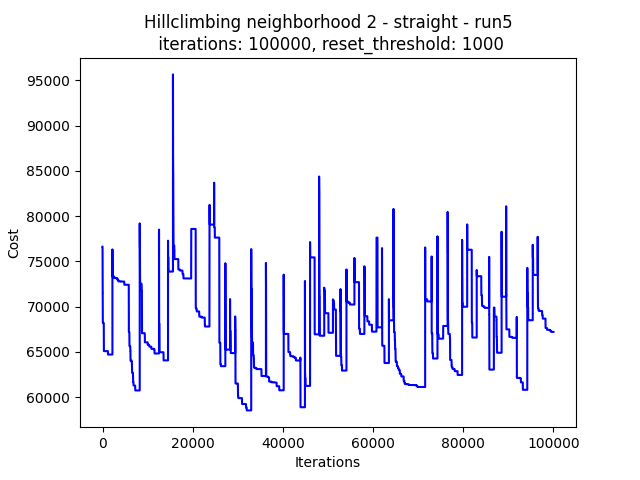 Hillclimbing neighborhood 2 - straight - run5
iterations: 100000, reset_threshold: 1000
95000
90000
85000
80000
75000
70000
65000
60000
Cost
0 20000 40000 60000 80000 100000
Iterations